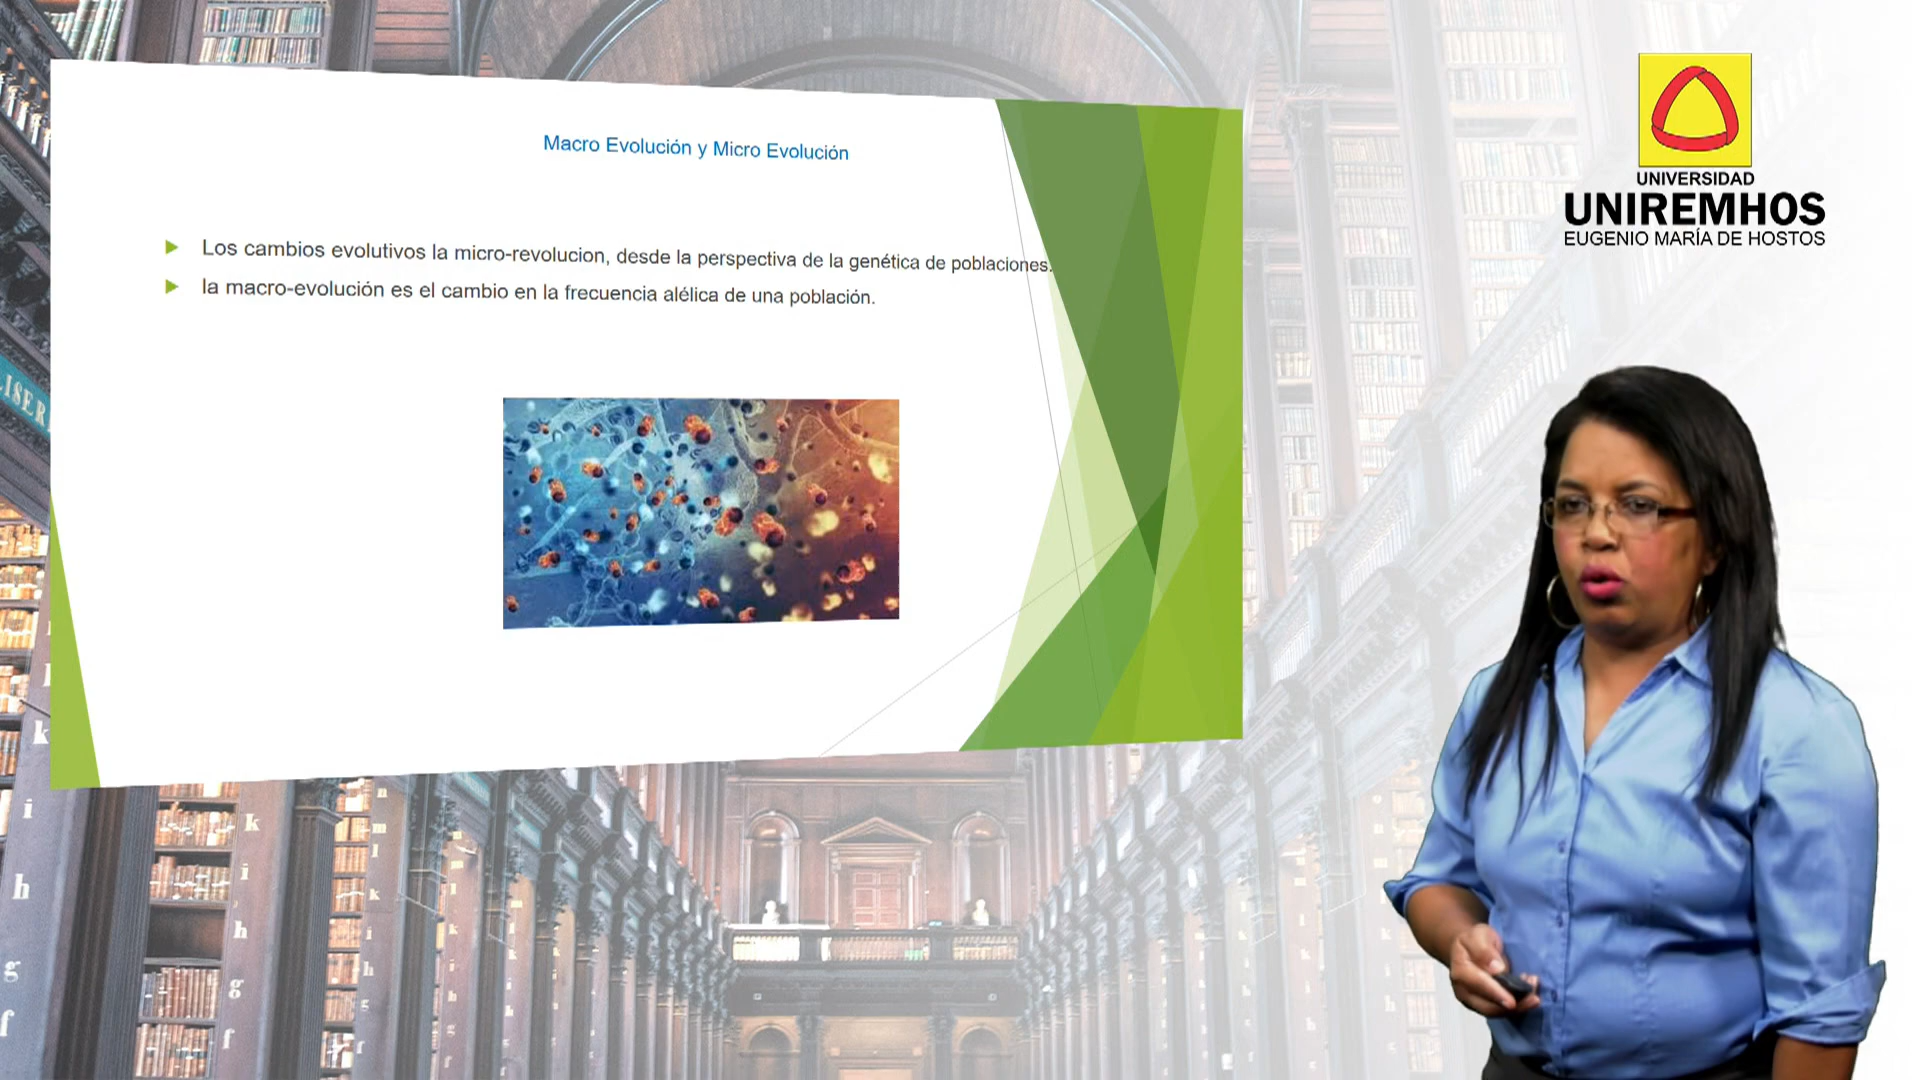 Macro Evolución y Micro Evolución
Los cambios evolutivos la micro-revolucion, desde la perspectiva de la genética de poblaciones.
la macro-evolución es el cambio en la frecuencia alélica de una población.
UNIVERSIDAD
UNIREMHOS
EUGENIO MARÍA DE HOSTOS
k
i
h
g
f
k
i
h
g
f